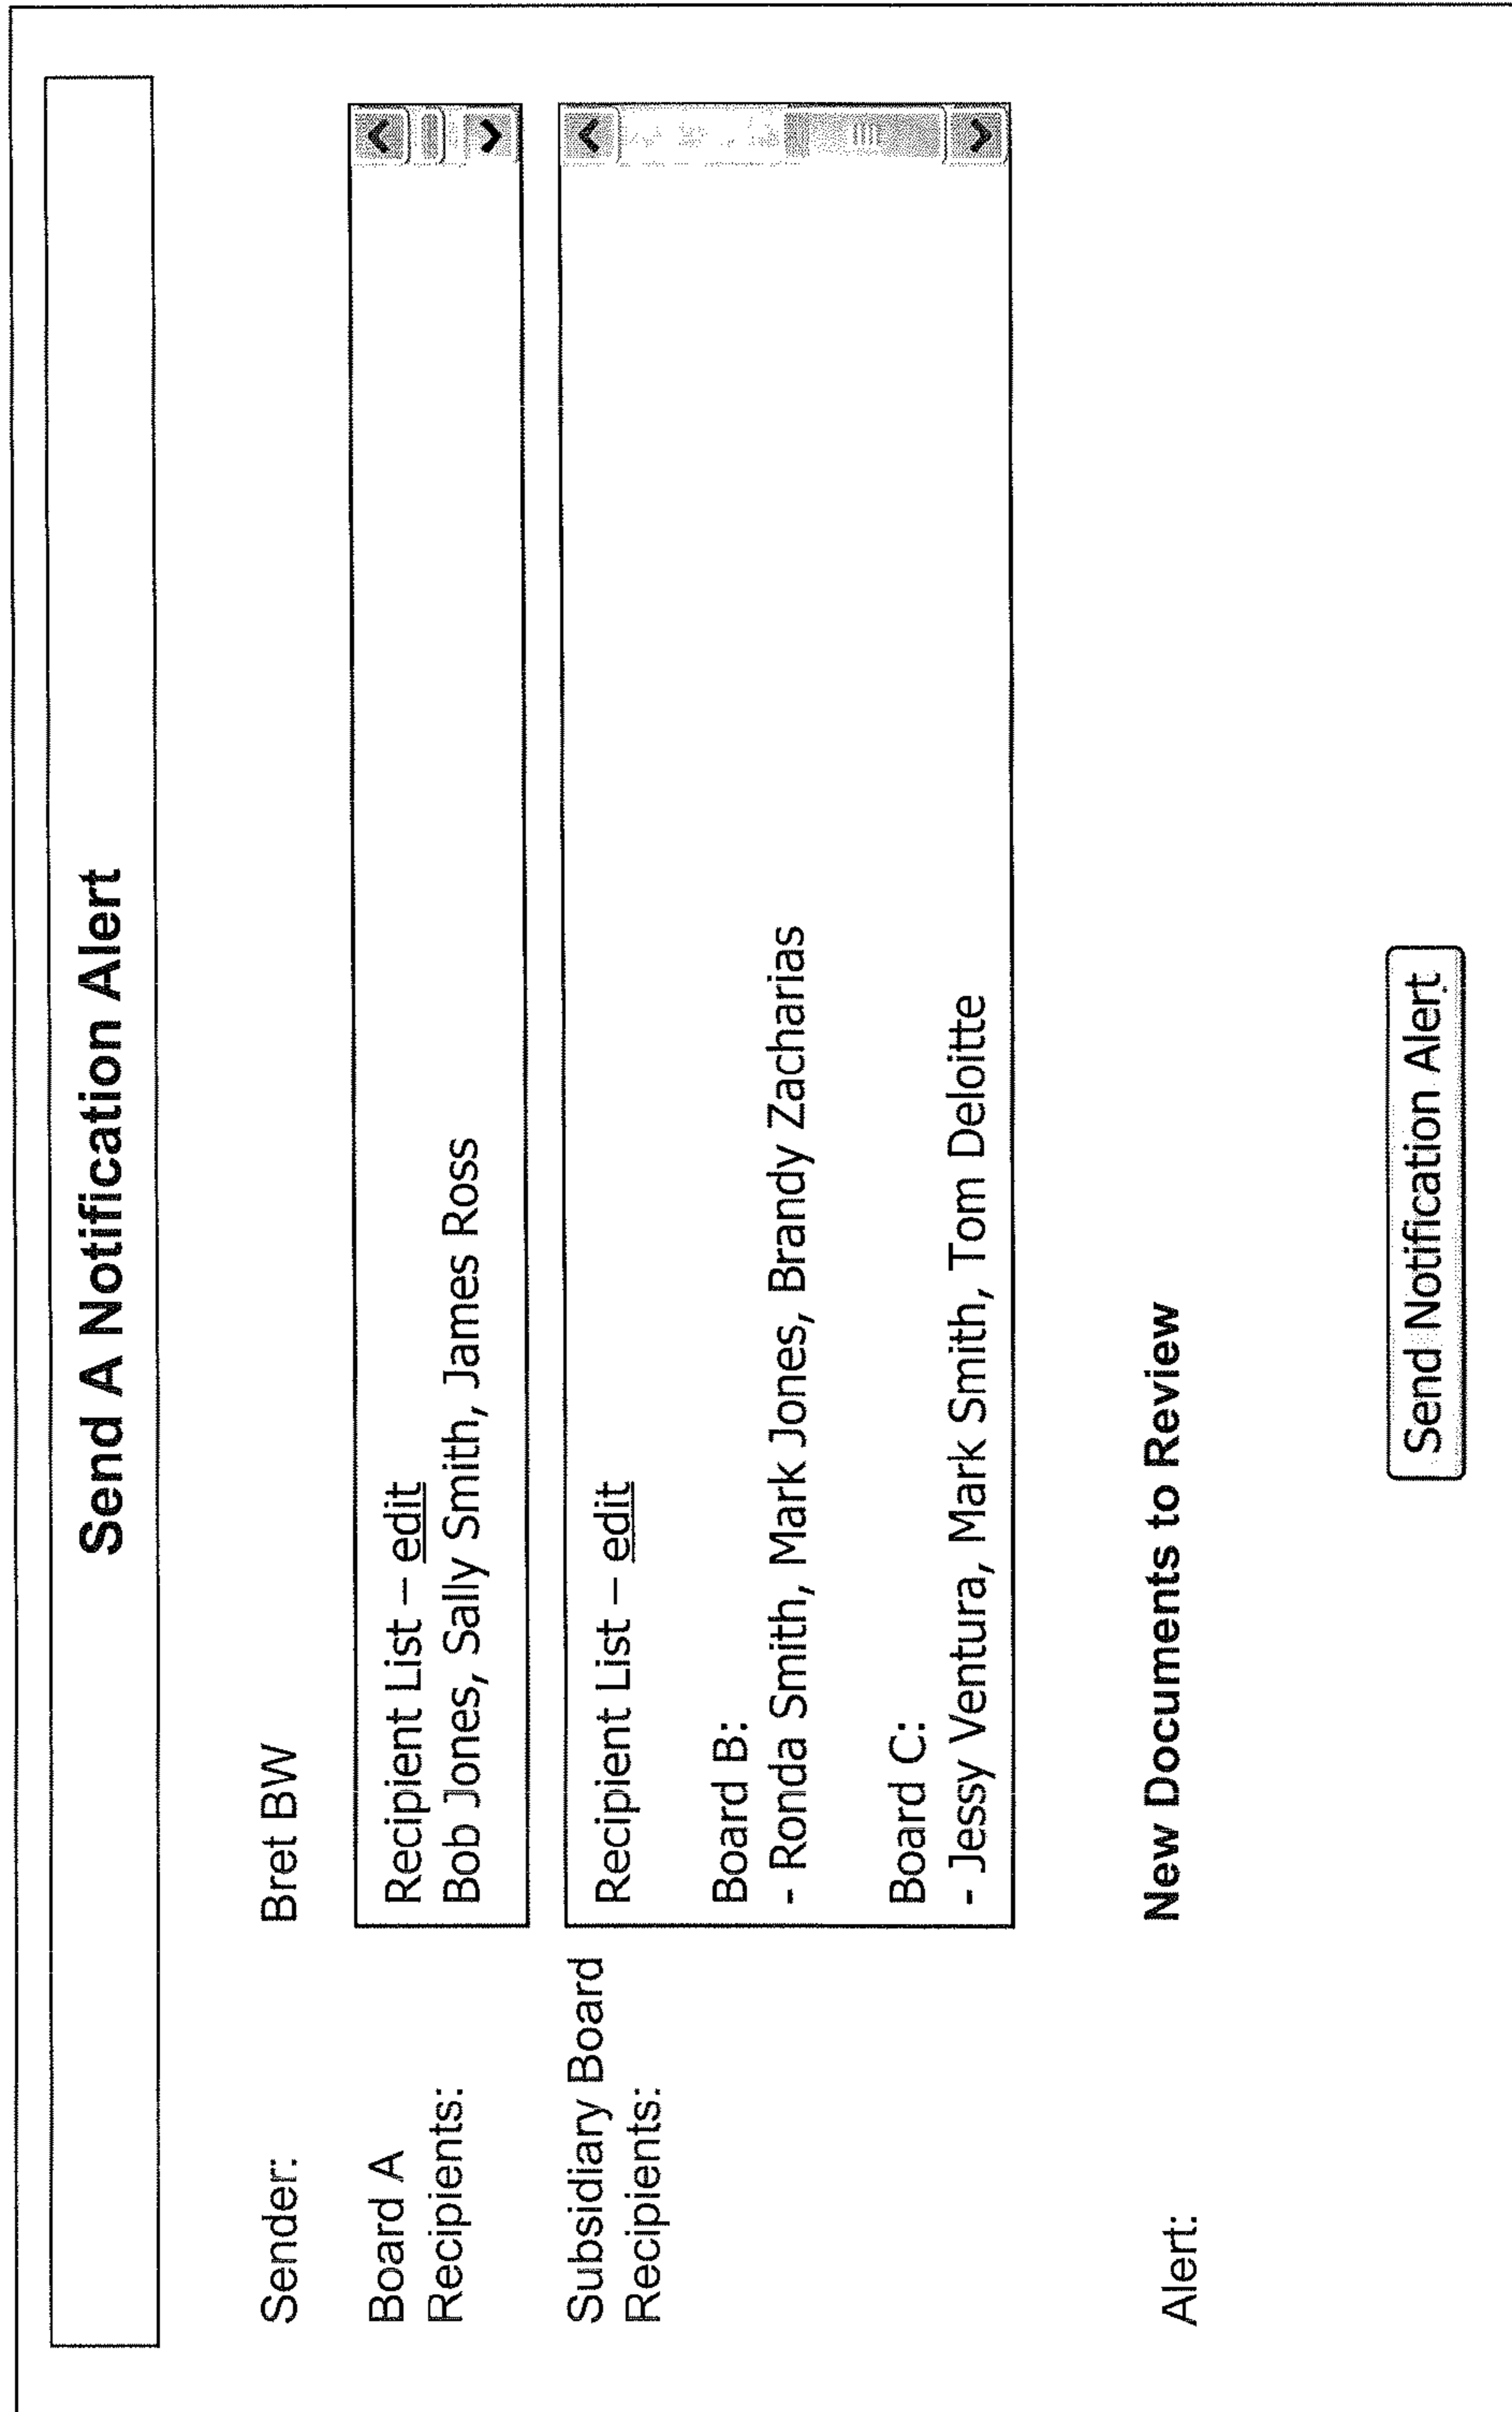 Send A Notification Alert
Sender: Bret BW
Board A
Recipients:
Recipient List – edit
Bob Jones, Sally Smith, James Ross
Subsidiary Board
Recipients:
Recipient List – edit
Board B:
- Ronda Smith, Mark Jones, Brandy Zacharias
Board C:
- Jessy Ventura, Mark Smith, Tom Deloitte
Alert: New Documents to Review
Send Notification Alert